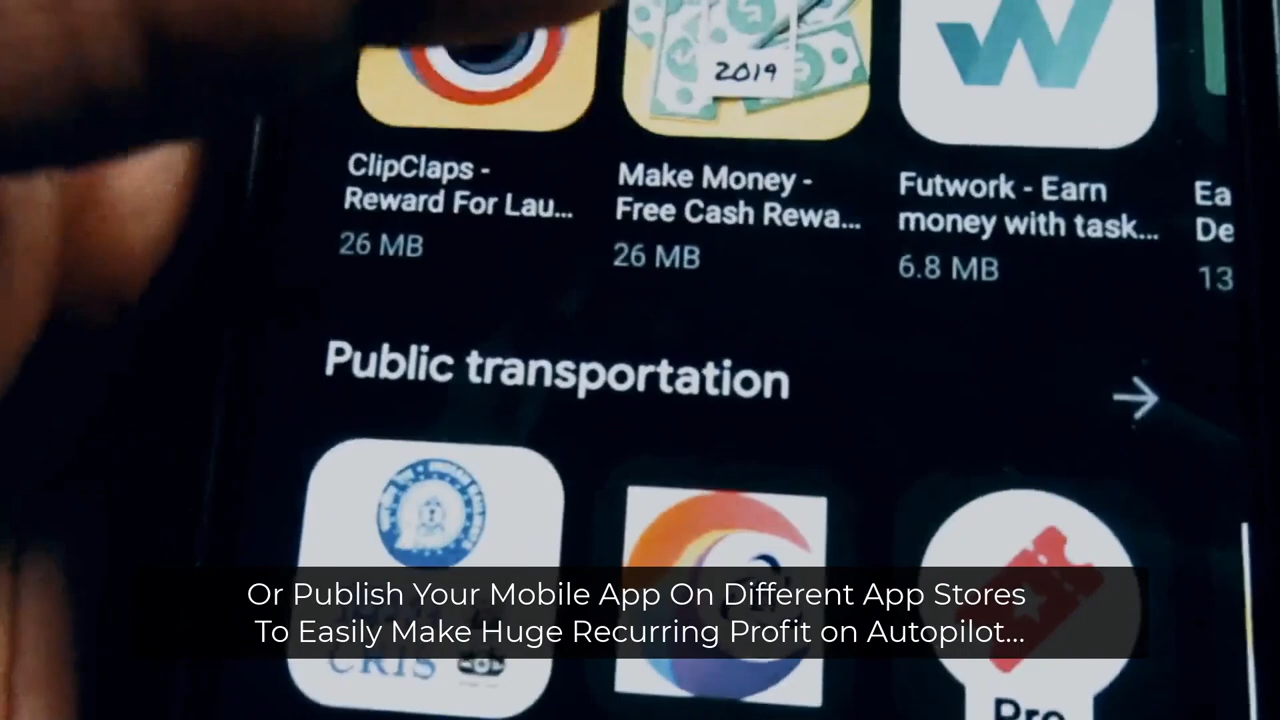 2019
ClipClaps -
Reward For Lau...
26 MB
Make Money -
Free Cash Rewa...
26 MB
Futwork - Earn
money with task...
6.8 MB
Ea
De
13
Public transportation
Or Publish Your Mobile App On Different App Stores
To Easily Make Huge Recurring Profit on Autopilot...
CRIS
Pro